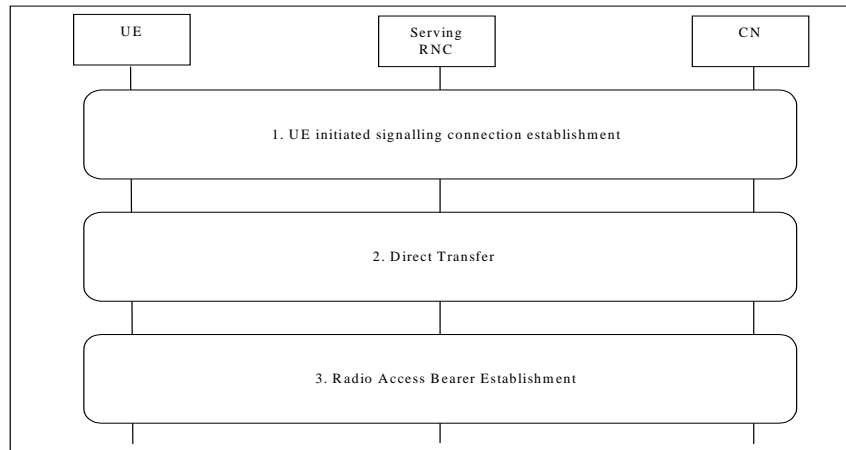 UE
Serving
RNC
CN
1. UE initiated signalling connection establishment
2. Direct Transfer
3. Radio Access Bearer Establishment